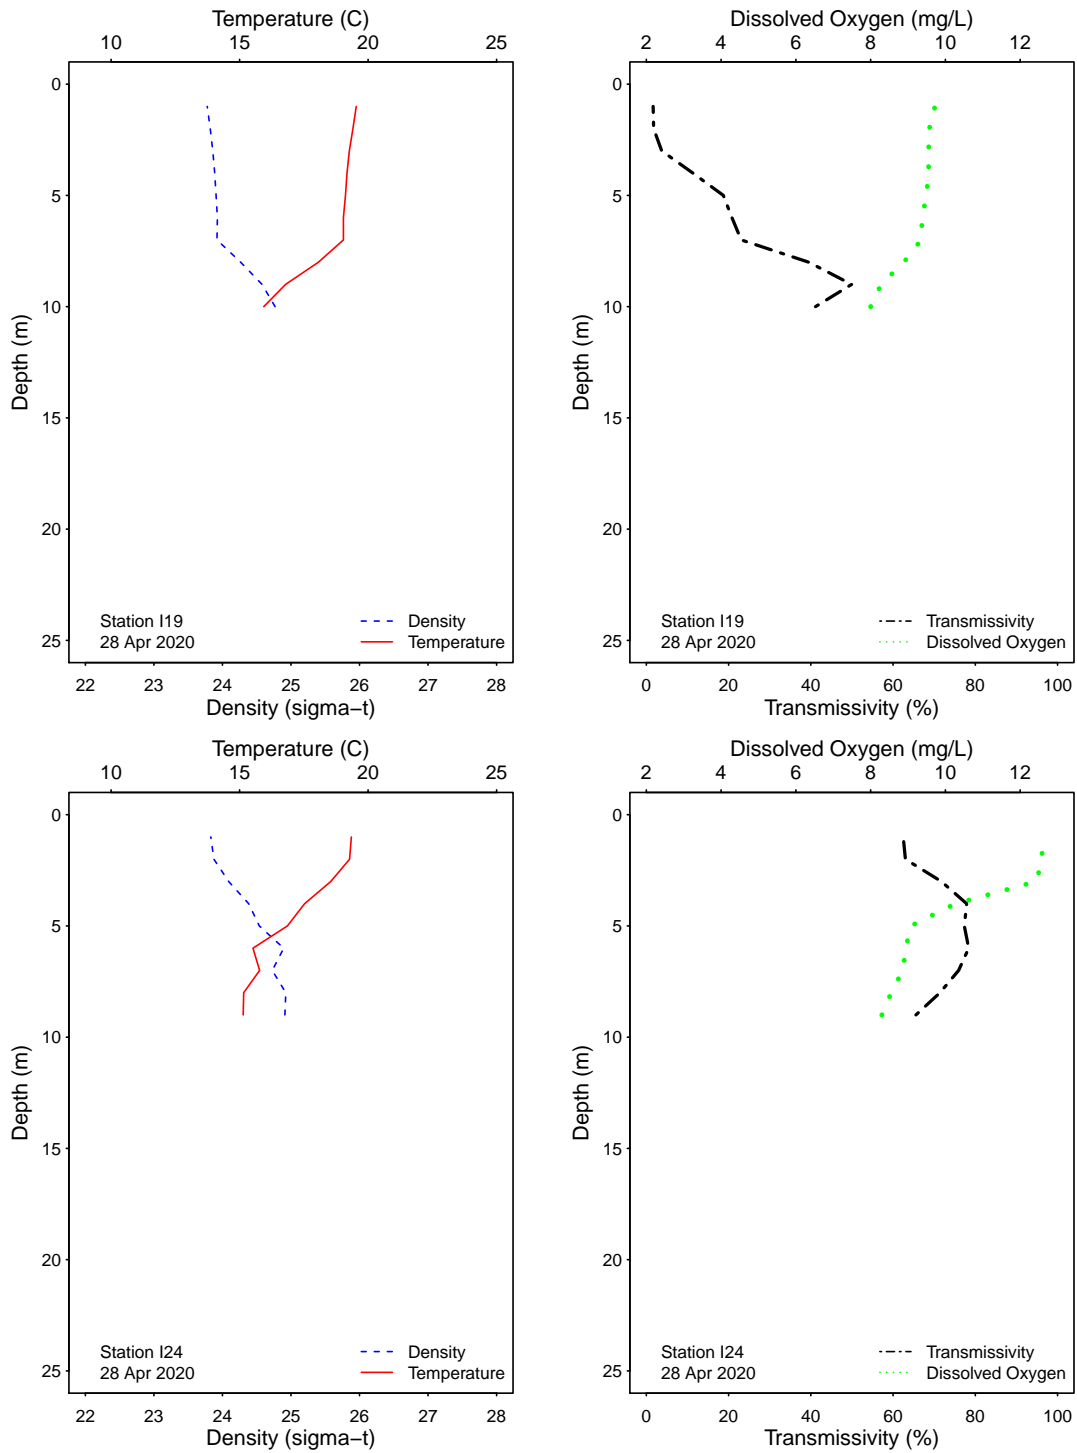 Temperature (C)
10 15 20 25
0
5
10
15
20
25
Depth (m)
Station I19
28 Apr 2020
Density
Temperature
22 23 24 25 26 27 28
Density (sigma−t)
Dissolved Oxygen (mg/L)
2 4 6 8 10 12
0
5
10
15
20
25
Depth (m)
Station I19
28 Apr 2020
Transmissivity
Dissolved Oxygen
0 20 40 60 80 100
Transmissivity (%)
Temperature (C)
10 15 20 25
0
5
10
15
20
25
Depth (m)
Station I24
28 Apr 2020
Density
Temperature
22 23 24 25 26 27 28
Density (sigma−t)
Dissolved Oxygen (mg/L)
2 4 6 8 10 12
0
5
10
15
20
25
Depth (m)
Station I24
28 Apr 2020
Transmissivity
Dissolved Oxygen
0 20 40 60 80 100
Transmissivity (%)